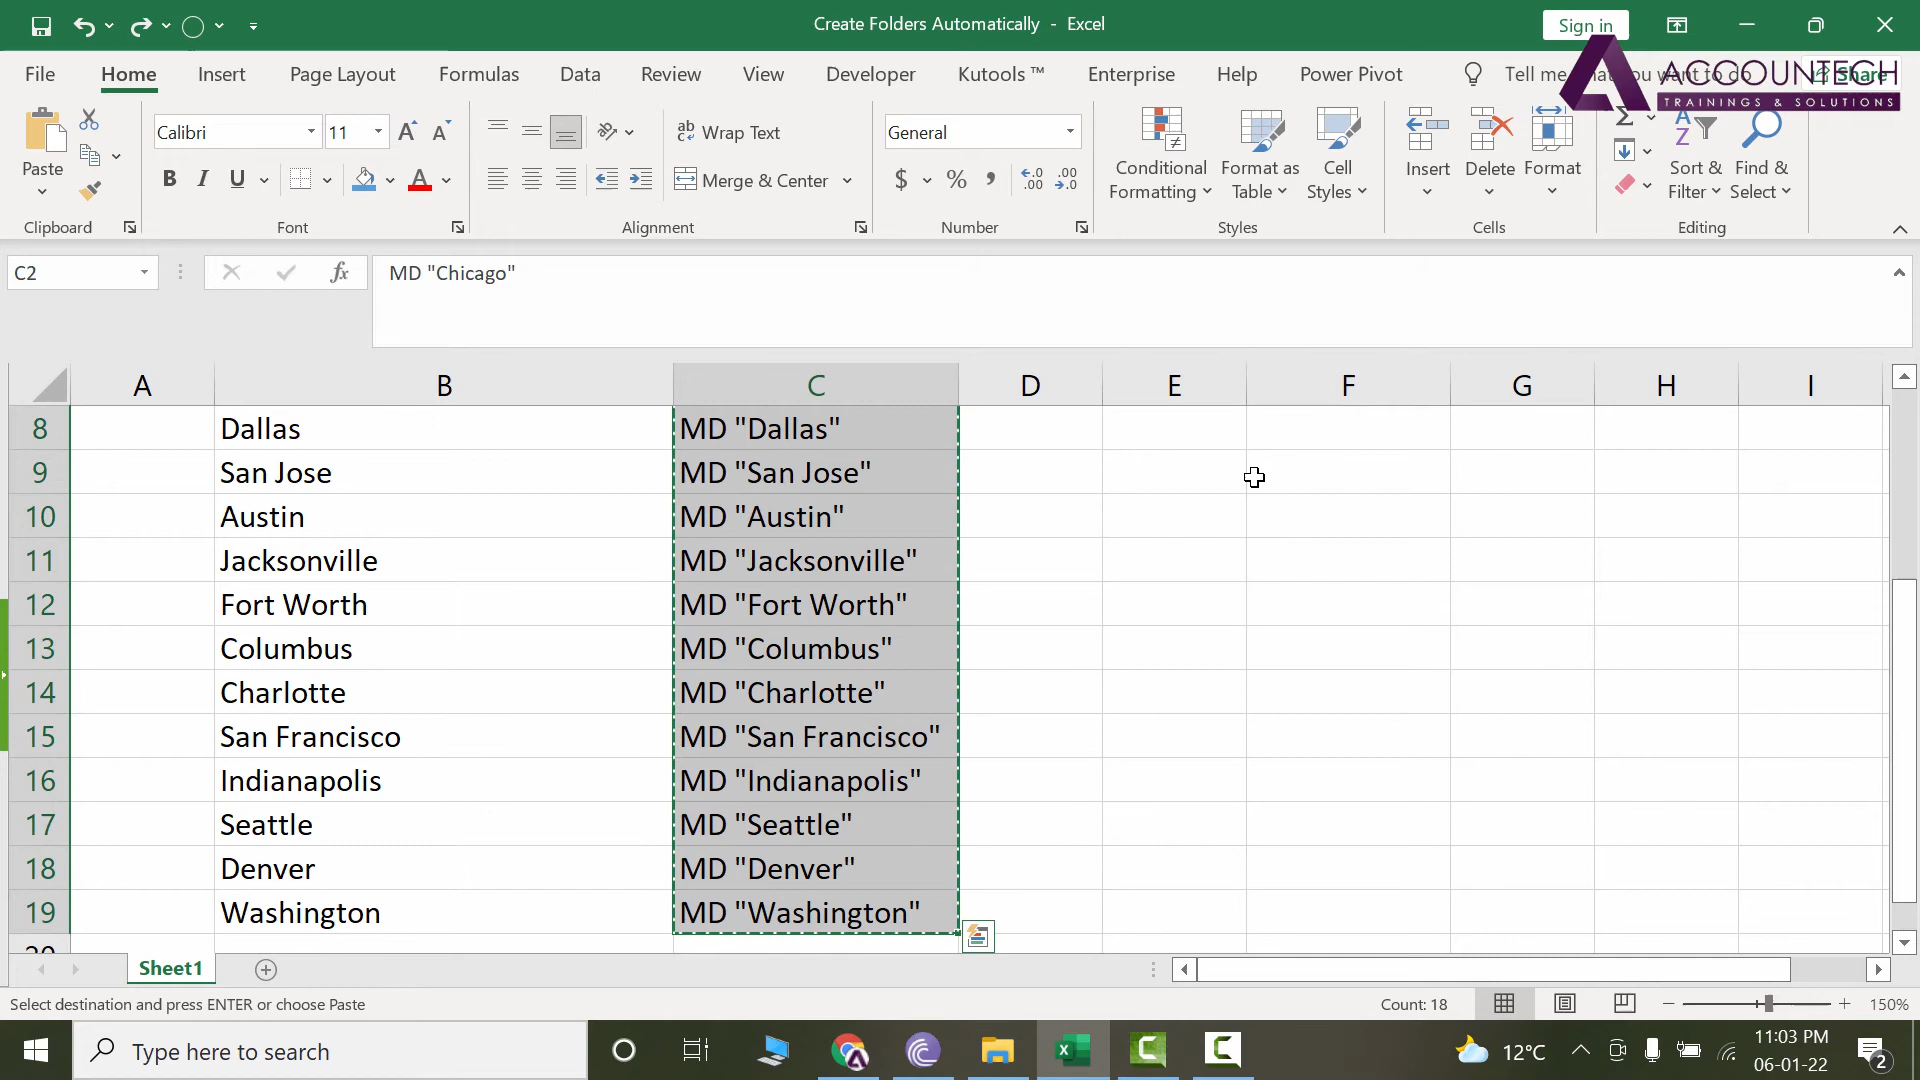 Create Folders Automatically - Excel
Sign in
File Home Insert Page Layout Formulas Data Review View Developer Kutools ™ Enterprise Help Power Pivot Tell me what you want to do Share
ACCOUNTECH
TRAININGS & SOLUTIONS
Paste
Calibri 11
Wrap Text
Merge & Center
General
Conditional Formatting
Format as Table
Cell Styles
Insert
Delete
Format
Sort & Filter
Find & Select
Clipboard Font Alignment Number Styles Cells Editing
C2 fx MD "Chicago"
A B C D E F G H I
8 Dallas MD "Dallas"
9 San Jose MD "San Jose"
10 Austin MD "Austin"
11 Jacksonville MD "Jacksonville"
12 Fort Worth MD "Fort Worth"
13 Columbus MD "Columbus"
14 Charlotte MD "Charlotte"
15 San Francisco MD "San Francisco"
16 Indianapolis MD "Indianapolis"
17 Seattle MD "Seattle"
18 Denver MD "Denver"
19 Washington MD "Washington"
20
Sheet1
Select destination and press ENTER or choose Paste Count: 18 150%
Type here to search 12°C 11:03 PM
06-01-22 2